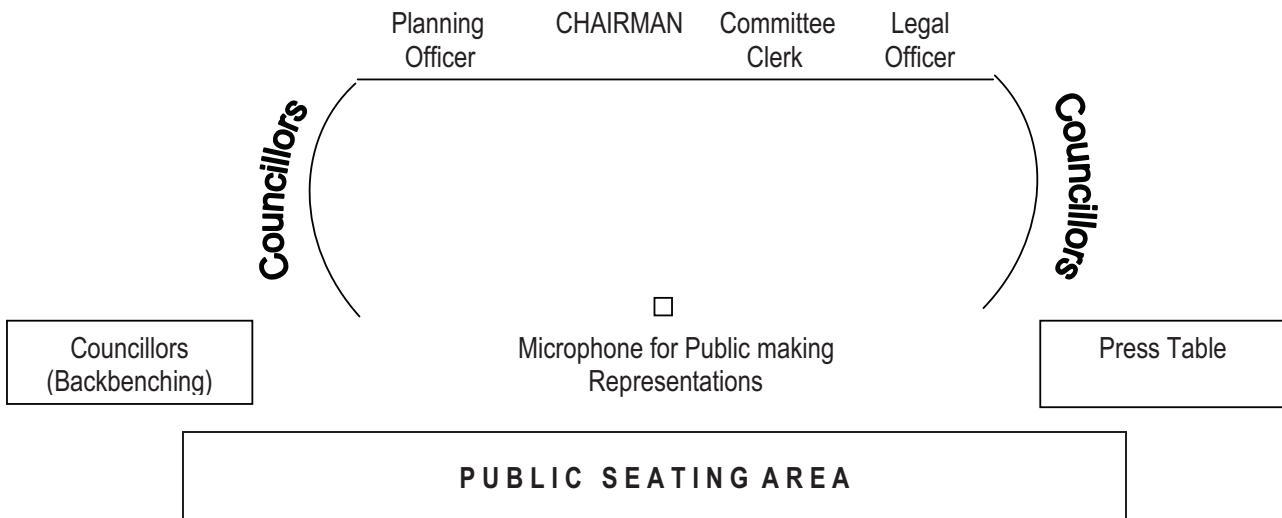 Planning
Officer
CHAIRMAN
Committee
Clerk
Legal
Officer
Councillors
Councillors
Councillors
(Backbenching)
Microphone for Public making
Representations
Press Table
PUBLIC SEATING AREA